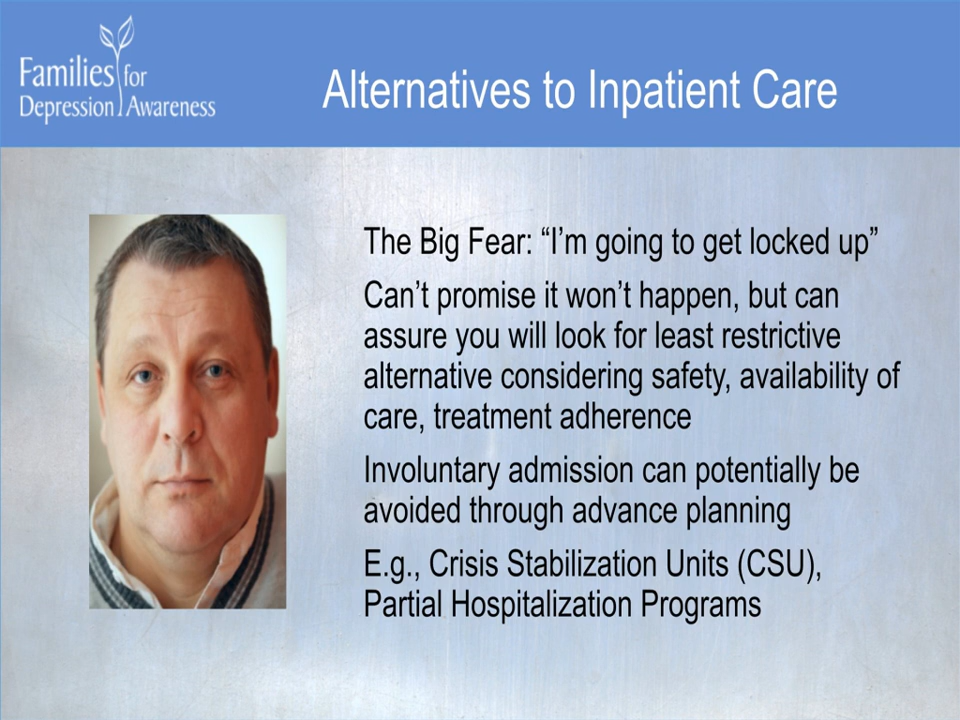 Families for
Depression Awareness
Alternatives to Inpatient Care
The Big Fear: “I’m going to get locked up”
Can’t promise it won’t happen, but can
assure you will look for least restrictive
alternative considering safety, availability of
care, treatment adherence
Involuntary admission can potentially be
avoided through advance planning
E.g., Crisis Stabilization Units (CSU),
Partial Hospitalization Programs